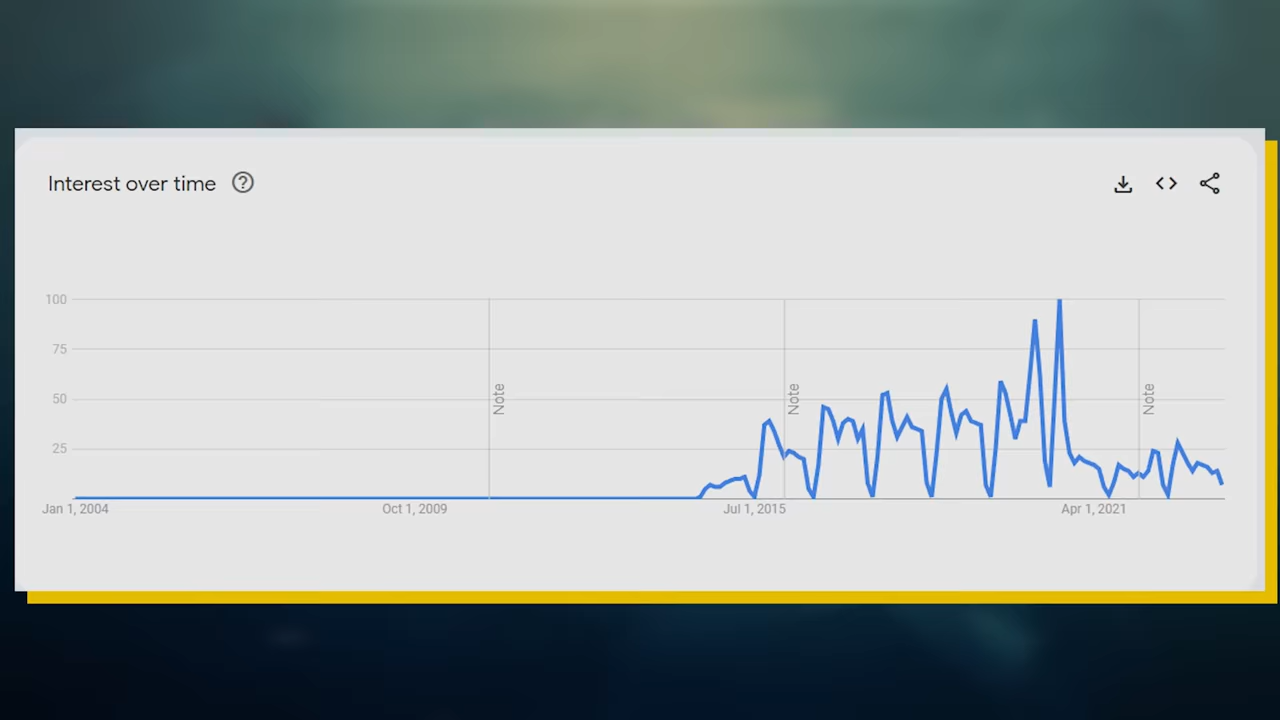 Interest over time
100
75
50
25
Note
Note
Note
Jan 1, 2004
Oct 1, 2009
Jul 1, 2015
Apr 1, 2021